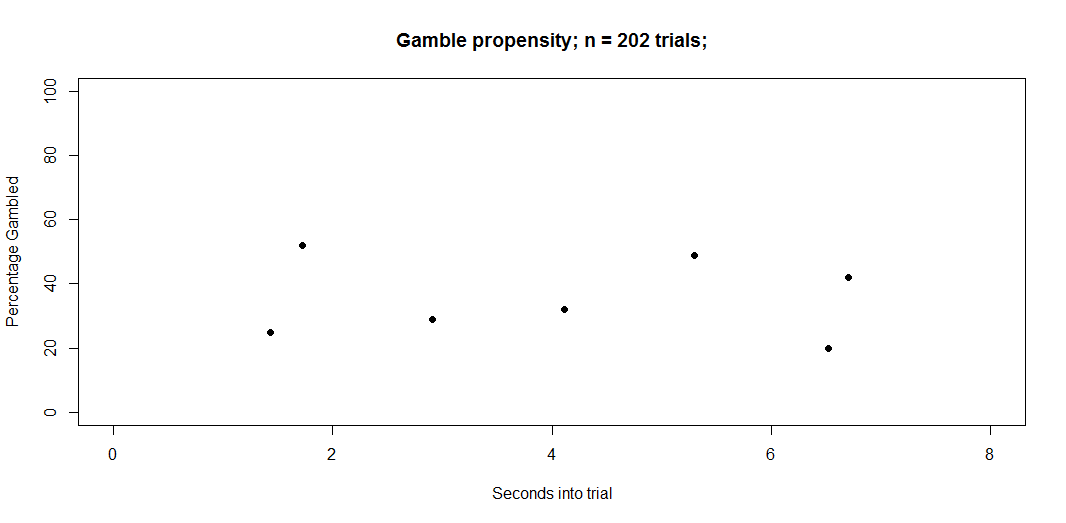 Gamble propensity; n = 202 trials;
Percentage Gambled
100
80
60
40
20
0
0 2 4 6 8
Seconds into trial